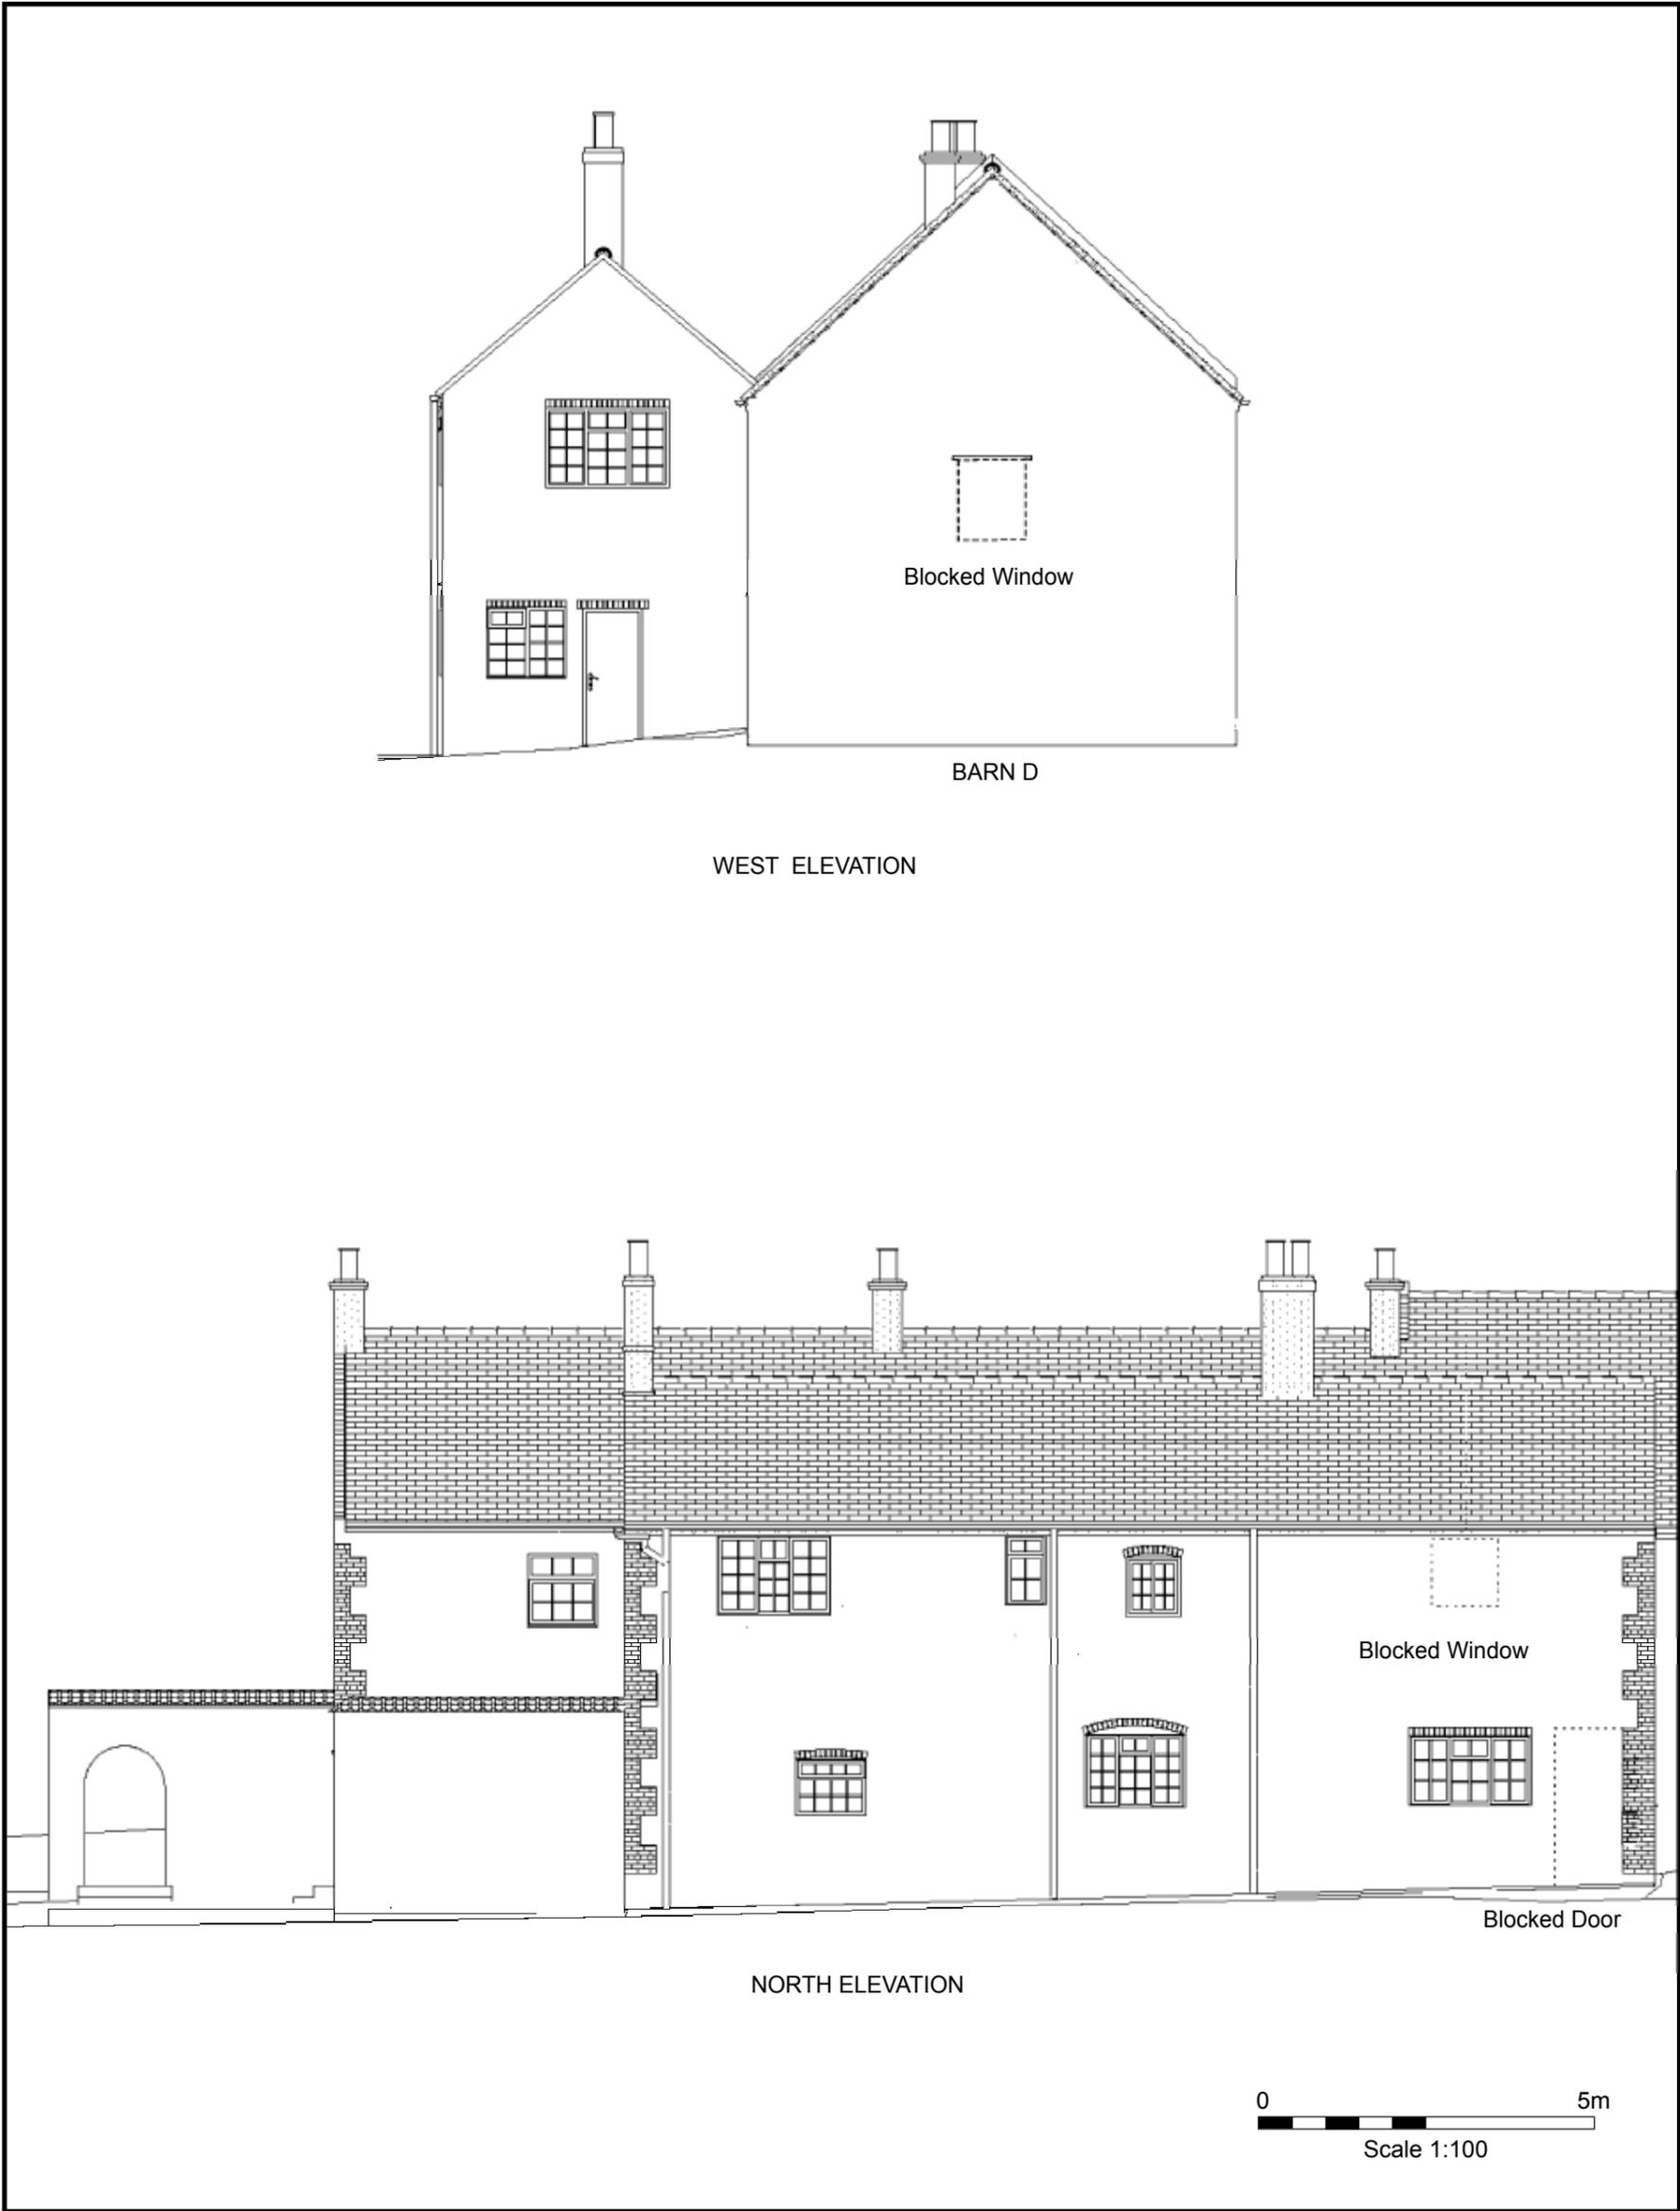 Blocked Window
BARN D
WEST ELEVATION
Blocked Window
Blocked Door
NORTH ELEVATION
0 5m
Scale 1:100